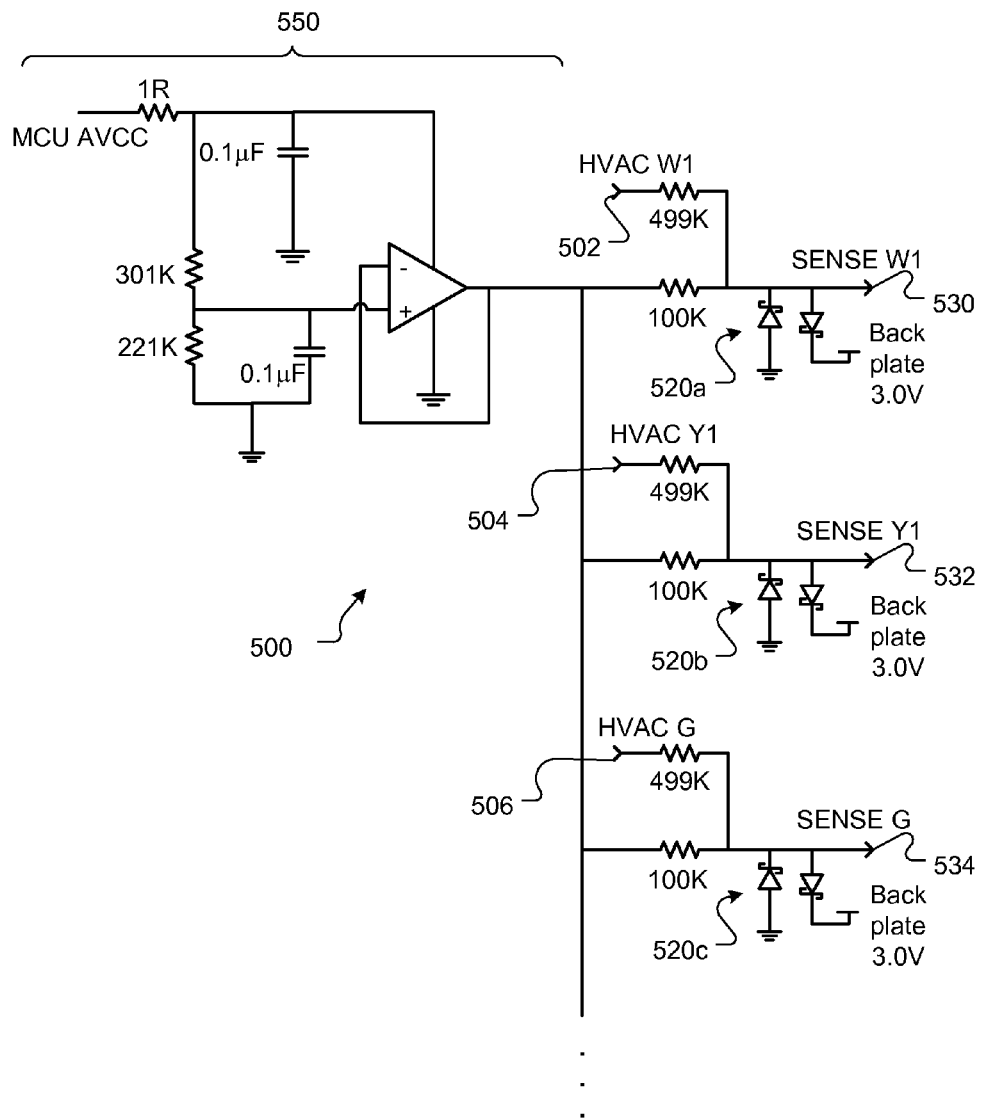 550
1R
MCU AVCC
0.1µF
301K
221K
0.1µF
-
+
HVAC W1
499K
502
100K
SENSE W1
530
520a
Back
plate
3.0V
HVAC Y1
499K
504
100K
SENSE Y1
532
520b
Back
plate
3.0V
500
HVAC G
499K
506
100K
SENSE G
534
520c
Back
plate
3.0V